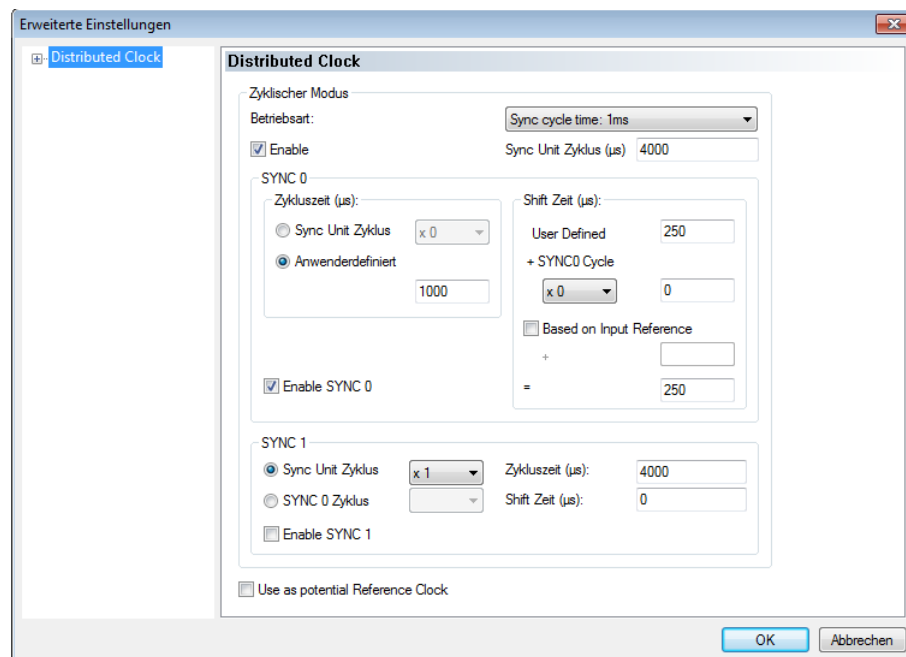 Erweiterte Einstellungen
Distributed Clock
Distributed Clock
Zyklischer Modus
Betriebsart:
Sync cycle time: 1ms
Enable
Sync Unit Zyklus (µs)
4000
SYNC 0
Zykluszeit (µs):
Sync Unit Zyklus
x 0
Anwenderdefiniert
1000
Enable SYNC 0
Shift Zeit (µs):
User Defined
250
+ SYNC0 Cycle
x 0
0
Based on Input Reference
+
=
250
SYNC 1
Sync Unit Zyklus
x 1
Zykluszeit (µs):
4000
SYNC 0 Zyklus
Shift Zeit (µs):
0
Enable SYNC 1
Use as potential Reference Clock
OK
Abbrechen